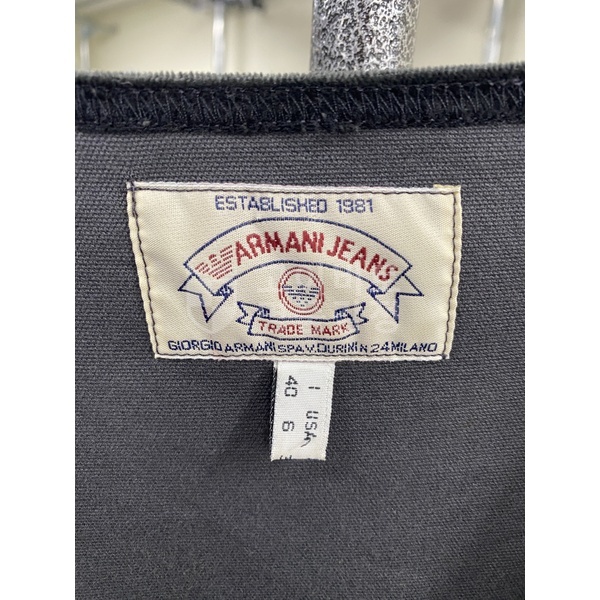 ESTABLISHED 1981
ARMANI JEANS
TRADE MARK
GIORGIO ARMANI SPA V. DURINI N 24 MILANO
I USA
40 6